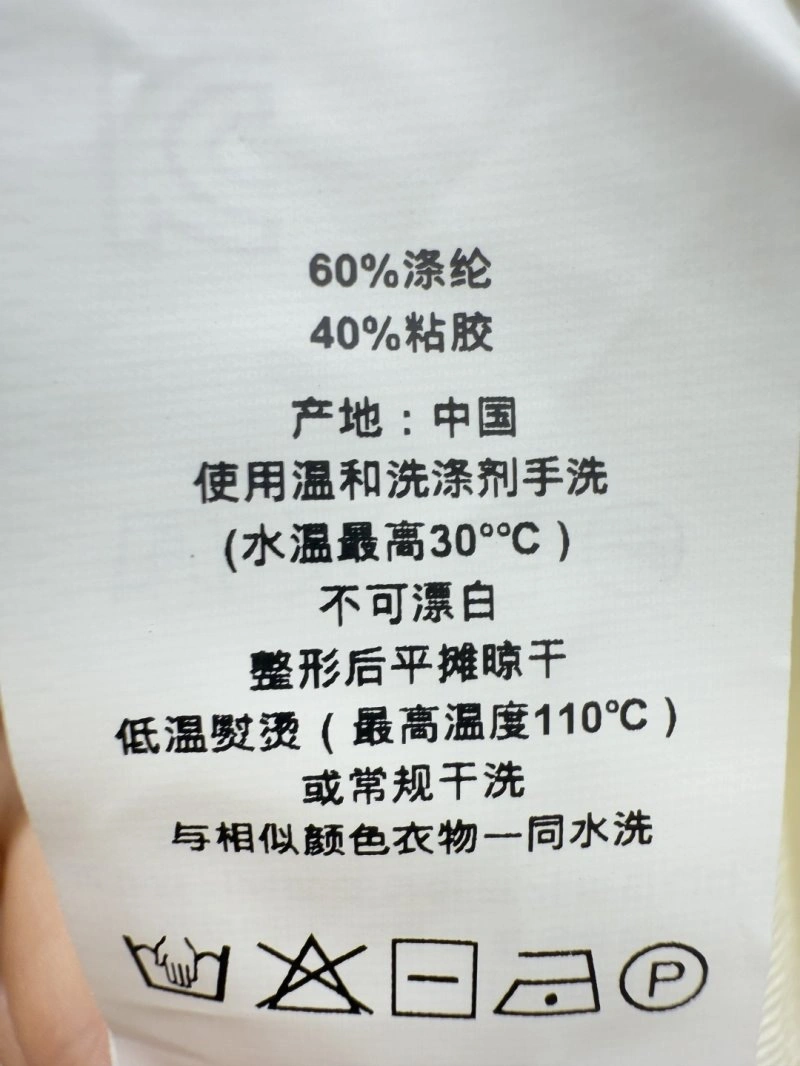 60%涤纶
40%粘胶
产地：中国
使用温和洗涤剂手洗
(水温最高30°℃）
不可漂白
整形后平摊晾干
低温熨烫（最高温度110℃）
或常规干洗
与相似颜色衣物一同水洗
P